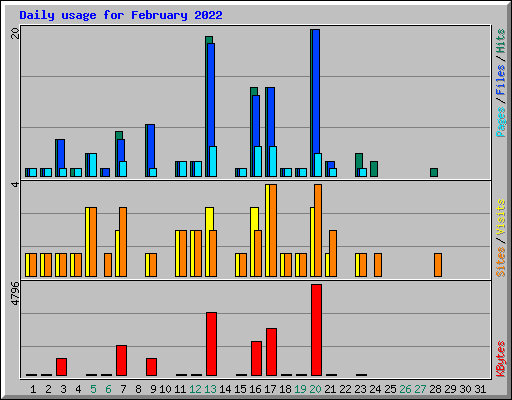 Daily usage for February 2022
20
Pages / Files / Hits
4
Sites / Visits
4796
KBytes
1 2 3 4 5 6 7 8 9 10 11 12 13 14 15 16 17 18 19 20 21 22 23 24 25 26 27 28 29 30 31